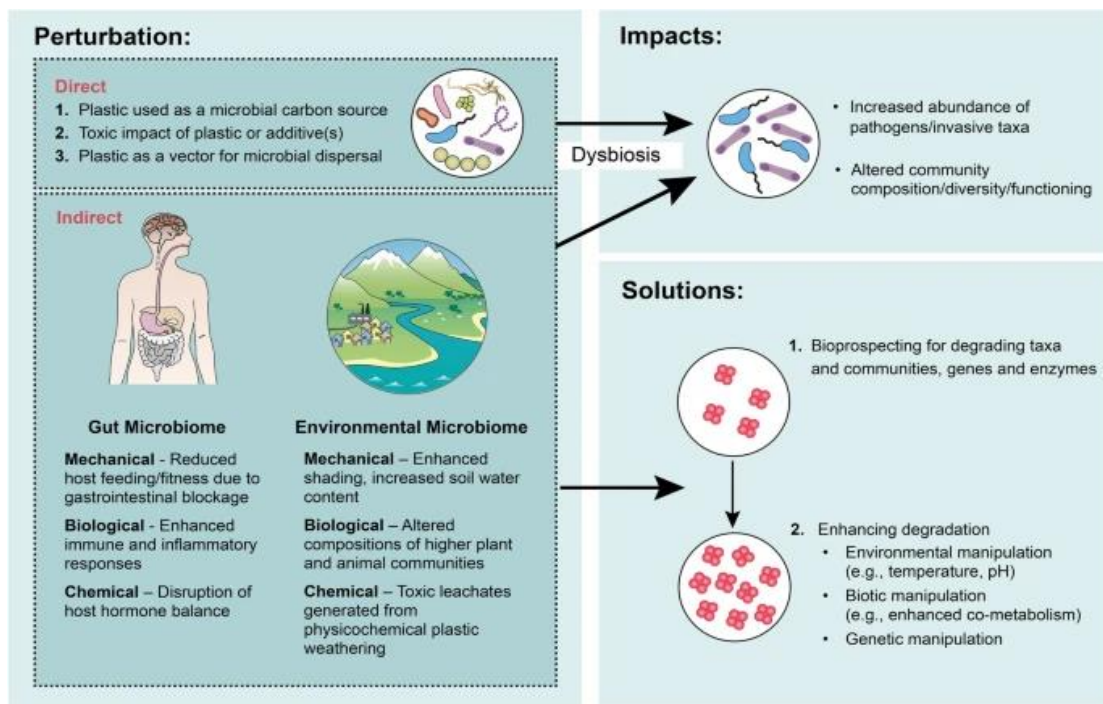 Perturbation:
Direct
1. Plastic used as a microbial carbon source
2. Toxic impact of plastic or additive(s)
3. Plastic as a vector for microbial dispersal
Indirect
Gut Microbiome
Mechanical - Reduced
host feeding/fitness due to
gastrointestinal blockage
Biological - Enhanced
immune and inflammatory
responses
Chemical – Disruption of
host hormone balance
Environmental Microbiome
Mechanical – Enhanced
shading, increased soil water
content
Biological – Altered
compositions of higher plant
and animal communities
Chemical – Toxic leachates
generated from
physicochemical plastic
weathering
Dysbiosis
Impacts:
• Increased abundance of
pathogens/invasive taxa
• Altered community
composition/diversity/functioning
Solutions:
1. Bioprospecting for degrading taxa
and communities, genes and enzymes
2. Enhancing degradation
• Environmental manipulation
(e.g., temperature, pH)
• Biotic manipulation
(e.g., enhanced co-metabolism)
• Genetic manipulation